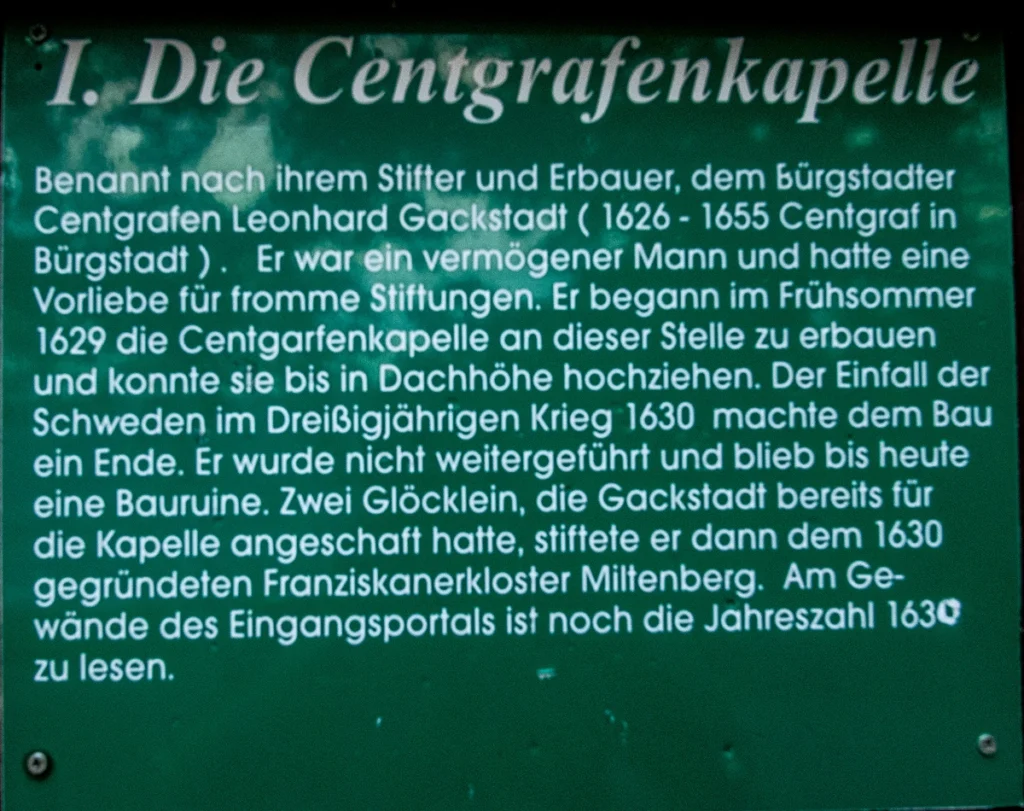 I. Die Centgrafenkapelle
Benannt nach ihrem Stifter und Erbauer, dem Bürgstadter
Centgrafen Leonhard Gackstadt ( 1626 - 1655 Centgraf in
Bürgstadt ) .   Er war ein vermögener Mann und hatte eine
Vorliebe für fromme Stiftungen. Er begann im Frühsommer
1629 die Centgarfenkapelle an dieser Stelle zu erbauen
und konnte sie bis in Dachhöhe hochziehen. Der Einfall der
Schweden im Dreißigjährigen Krieg 1630  machte dem Bau
ein Ende. Er wurde nicht weitergeführt und blieb bis heute
eine Bauruine. Zwei Glöcklein, die Gackstadt bereits für
die Kapelle angeschaft hatte, stiftete er dann dem 1630
gegründeten Franziskanerkloster Miltenberg.  Am Ge-
wände des Eingangsportals ist noch die Jahreszahl 1630
zu lesen.